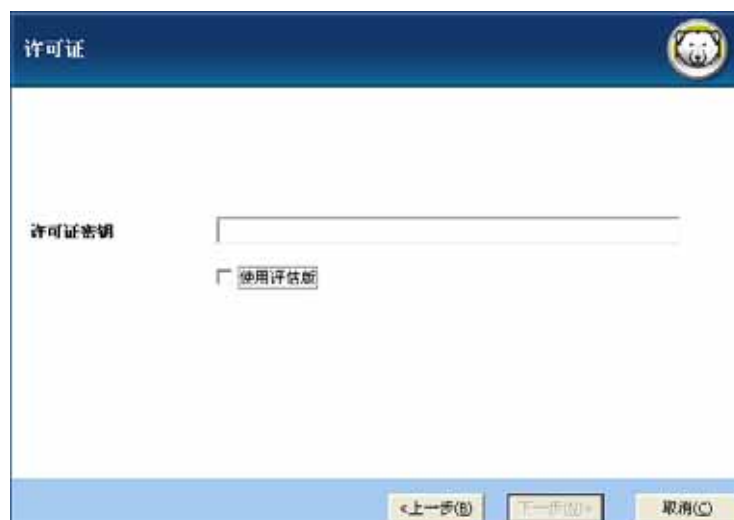 许可证
许可证密钥
使用评估版
<上一步(B)
下一步(N)>
取消(C)